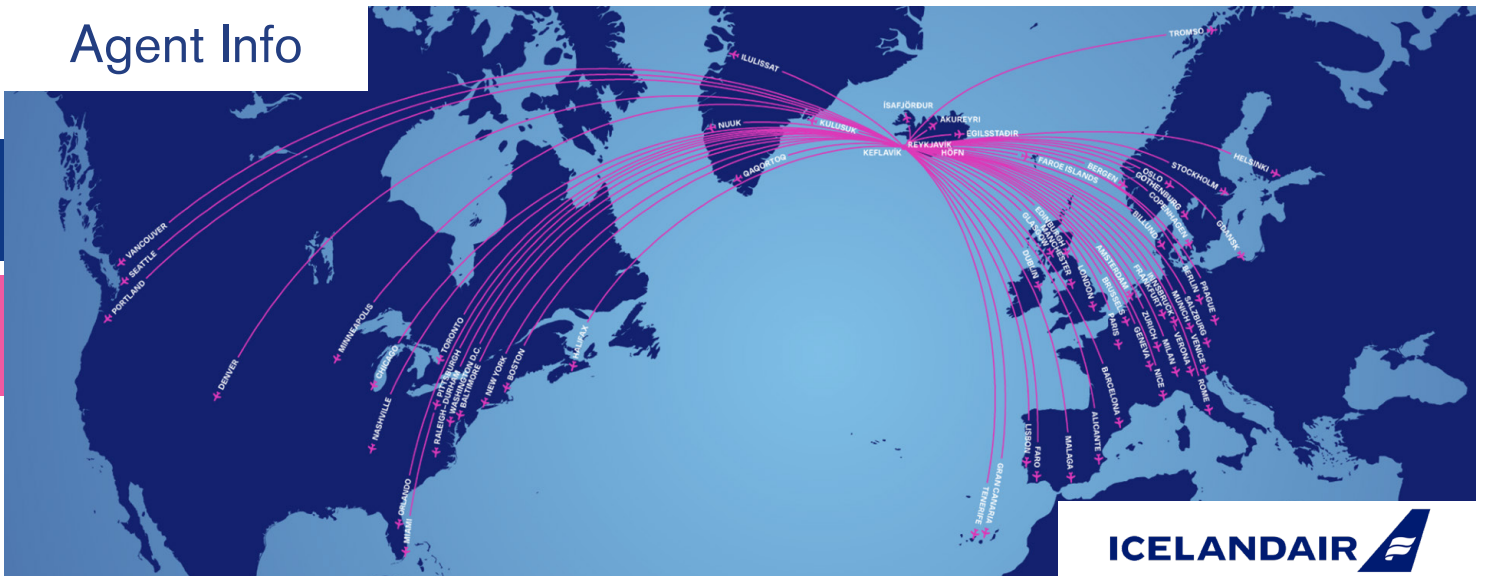 Agent Info
TROMSO
ILULISSAT
ÍSAFJÖRÐUR
AKUREYRI
KULUSUK
NUUK
EGILSSTAÐIR
REYKJAVÍK
KEFLAVÍK
HÖFN
QAQORTOQ
FAROE ISLANDS
BERGEN
OSLO
GOTHENBURG
COPENHAGEN
STOCKHOLM
HELSINKI
BILLUND
GDANSK
VANCOUVER
SEATTLE
PORTLAND
EDINBURGH
GLASGOW
MANCHESTER
DUBLIN
LONDON
AMSTERDAM
BRUSSELS
PARIS
FRANKFURT
INNSBRUCK
MUNICH
SALZBURG
BERLIN
PRAGUE
ZURICH
GENEVA
MILAN
VERONA
VENICE
NICE
ROME
DENVER
MINNEAPOLIS
CHICAGO
TORONTO
NASHVILLE
PITTSBURGH
RALEIGH-DURHAM
WASHINGTON D.C.
BALTIMORE
NEW YORK
BOSTON
HALIFAX
ORLANDO
MIAMI
BARCELONA
ALICANTE
LISBON
FARO
MALAGA
TENERIFE
GRAN CANARIA
ICELANDAIR